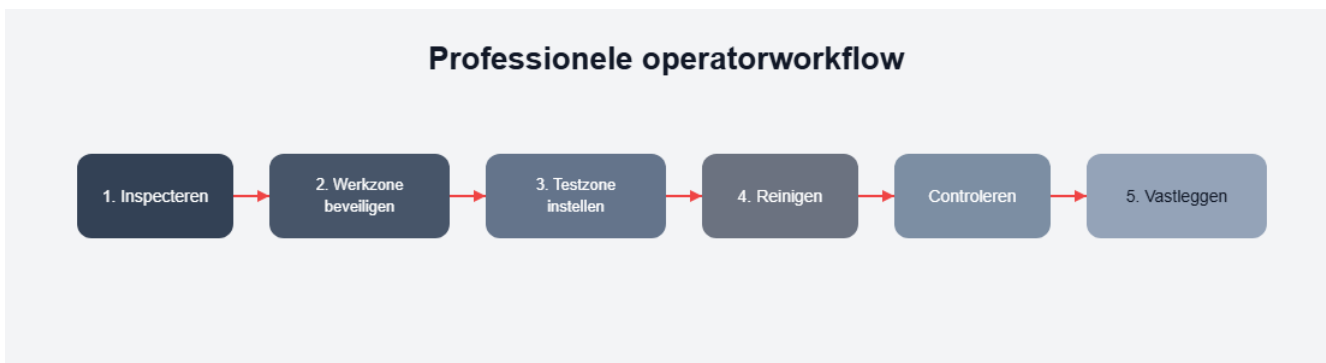 Professionele operatorworkflow
1. Inspecteren
2. Werkzone
beveiligen
3. Testzone
instellen
4. Reinigen
Controleren
5. Vastleggen